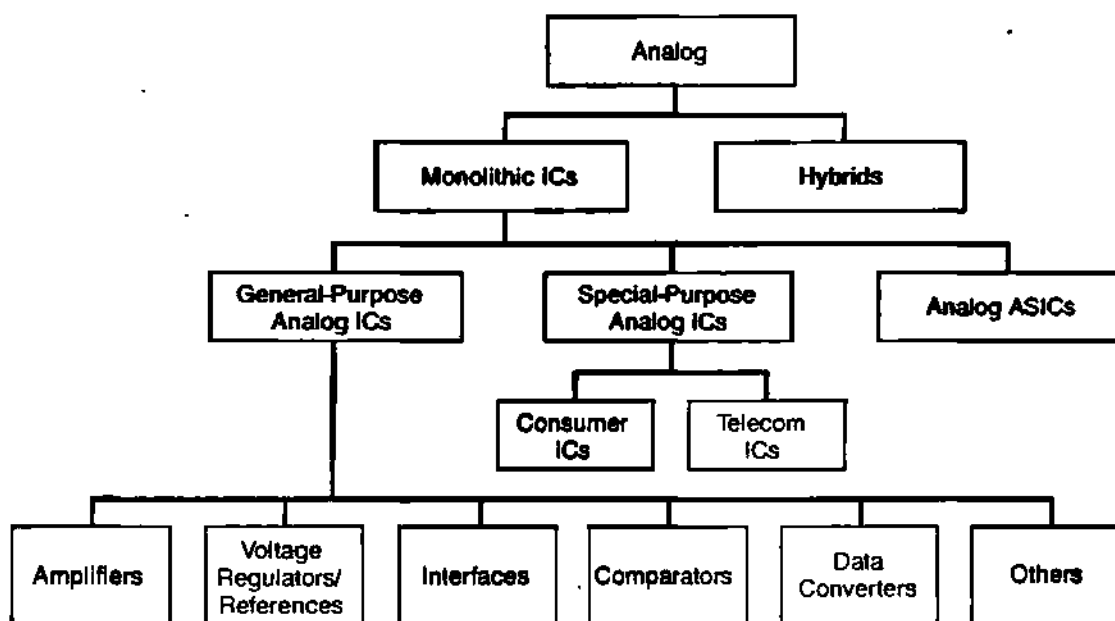 Analog
Monolithic ICs
Hybrids
General-Purpose
Analog ICs
Special-Purpose
Analog ICs
Analog ASICs
Consumer
ICs
Telecom
ICs
Amplifiers
Voltage
Regulators/
References
Interfaces
Comparators
Data
Converters
Others